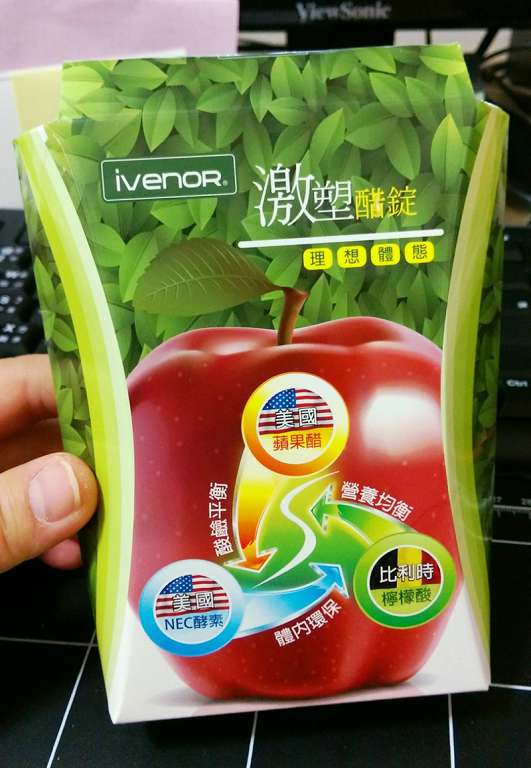 ViewSonic
ivenor®
激塑醋錠
理想體態
美國
蘋果醋
酸鹼平衡
營養均衡
美國
NEC酵素
比利時
檸檬酸
體內環保